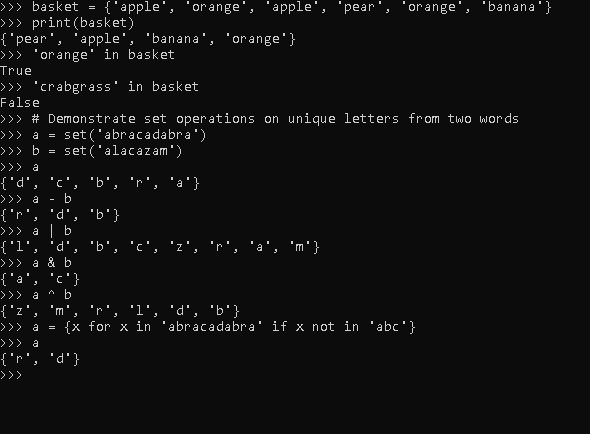 >>> basket = {'apple', 'orange', 'apple', 'pear', 'orange', 'banana'}
>>> print(basket)
{'pear', 'apple', 'banana', 'orange'}
>>> 'orange' in basket
True
>>> 'crabgrass' in basket
False
>>> # Demonstrate set operations on unique letters from two words
>>> a = set('abracadabra')
>>> b = set('alacazam')
>>> a
{'d', 'c', 'b', 'r', 'a'}
>>> a - b
{'r', 'd', 'b'}
>>> a | b
{'l', 'd', 'b', 'c', 'z', 'r', 'a', 'm'}
>>> a & b
{'a', 'c'}
>>> a ^ b
{'z', 'm', 'r', 'l', 'd', 'b'}
>>> a = {x for x in 'abracadabra' if x not in 'abc'}
>>> a
{'r', 'd'}
>>>